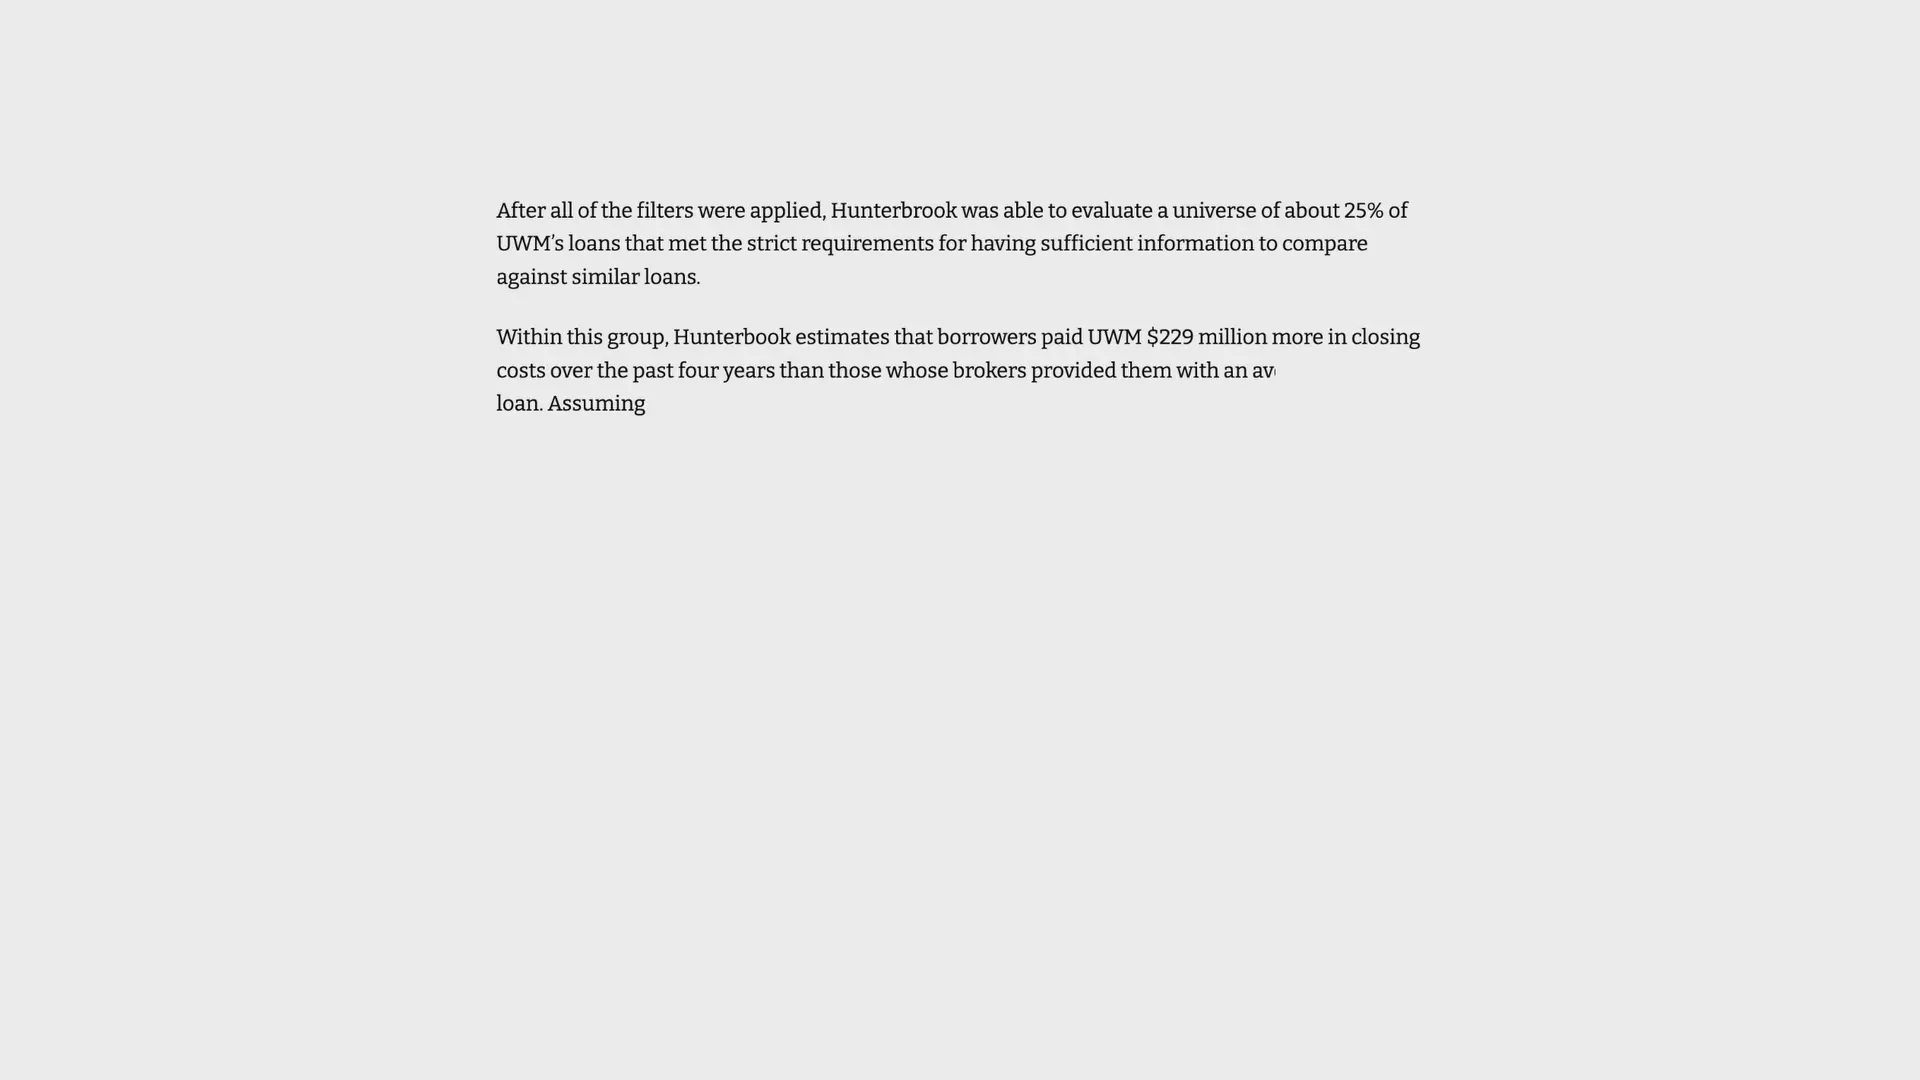 After all of the filters were applied, Hunterbrook was able to evaluate a universe of about 25% of
UWM’s loans that met the strict requirements for having sufficient information to compare
against similar loans.
Within this group, Hunterbook estimates that borrowers paid UWM $229 million more in closing
costs over the past four years than those whose brokers provided them with an
loan. Assuming